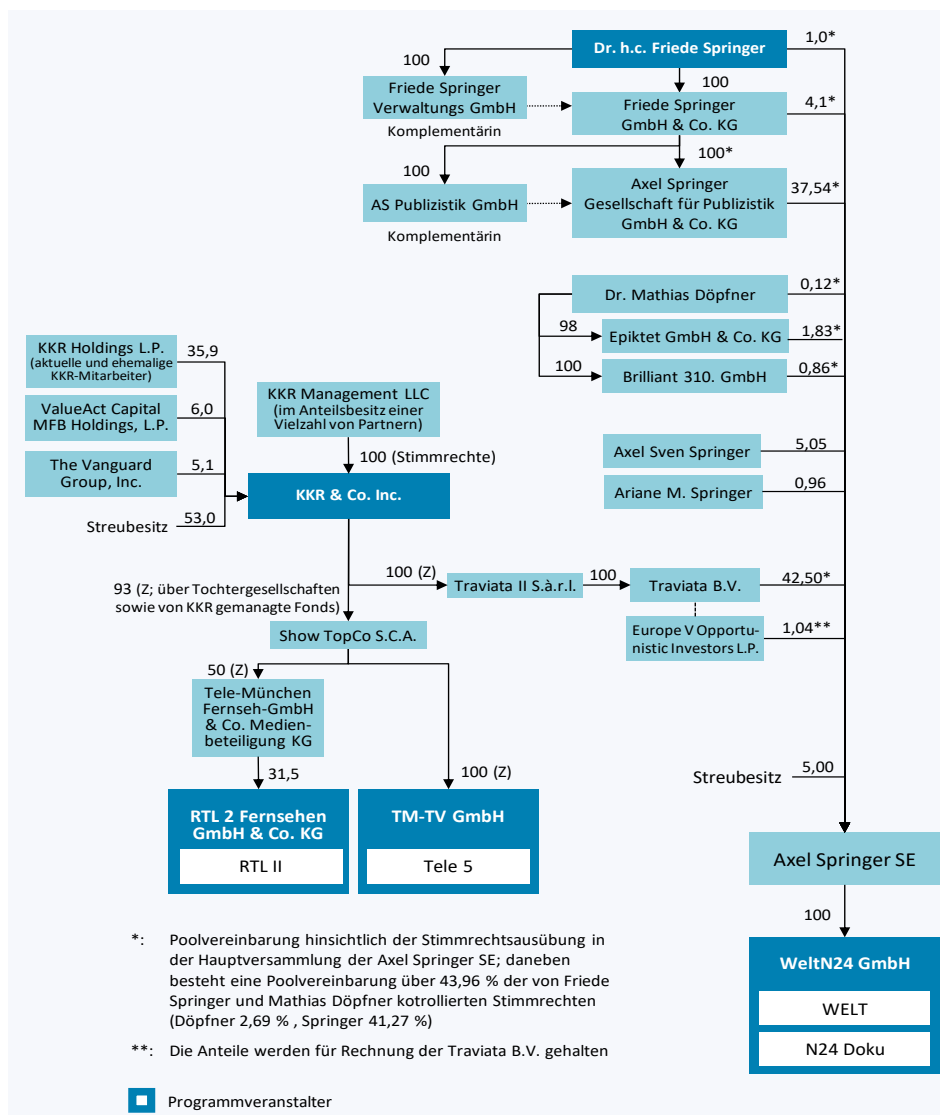 Dr. h.c. Friede Springer
1,0*
100
100
Friede Springer
Verwaltungs GmbH
Komplementärin
Friede Springer
GmbH & Co. KG
4,1*
100
100*
AS Publizistik GmbH
Komplementärin
Axel Springer
Gesellschaft für Publizistik
GmbH & Co. KG
37,54*
Dr. Mathias Döpfner
0,12*
98
Epiktet GmbH & Co. KG
1,83*
100
Brilliant 310. GmbH
0,86*
KKR Holdings L.P.
(aktuelle und ehemalige
KKR-Mitarbeiter)
35,9
ValueAct Capital
MFB Holdings, L.P.
6,0
The Vanguard
Group, Inc.
5,1
Streubesitz
53,0
KKR Management LLC
(im Anteilsbesitz einer
Vielzahl von Partnern)
100 (Stimmrechte)
KKR & Co. Inc.
Axel Sven Springer
5,05
Ariane M. Springer
0,96
93 (Z; über Tochtergesellschaften
sowie von KKR gemanagte Fonds)
100 (Z)
Traviata II S.à.r.l.
100
Traviata B.V.
42,50*
Europe V Opportu-
nistic Investors L.P.
1,04**
Show TopCo S.C.A.
50 (Z)
Tele-München
Fernseh-GmbH
& Co. Medien-
beteiligung KG
31,5
100 (Z)
Streubesitz
5,00
RTL 2 Fernsehen
GmbH & Co. KG
RTL II
TM-TV GmbH
Tele 5
Axel Springer SE
100
WeltN24 GmbH
WELT
N24 Doku
*: Poolvereinbarung hinsichtlich der Stimmrechtsausübung in
der Hauptversammlung der Axel Springer SE; daneben
besteht eine Poolvereinbarung über 43,96 % der von Friede
Springer und Mathias Döpfner kotrollierten Stimmrechten
(Döpfner 2,69 % , Springer 41,27 %)
**: Die Anteile werden für Rechnung der Traviata B.V. gehalten
Programmveranstalter